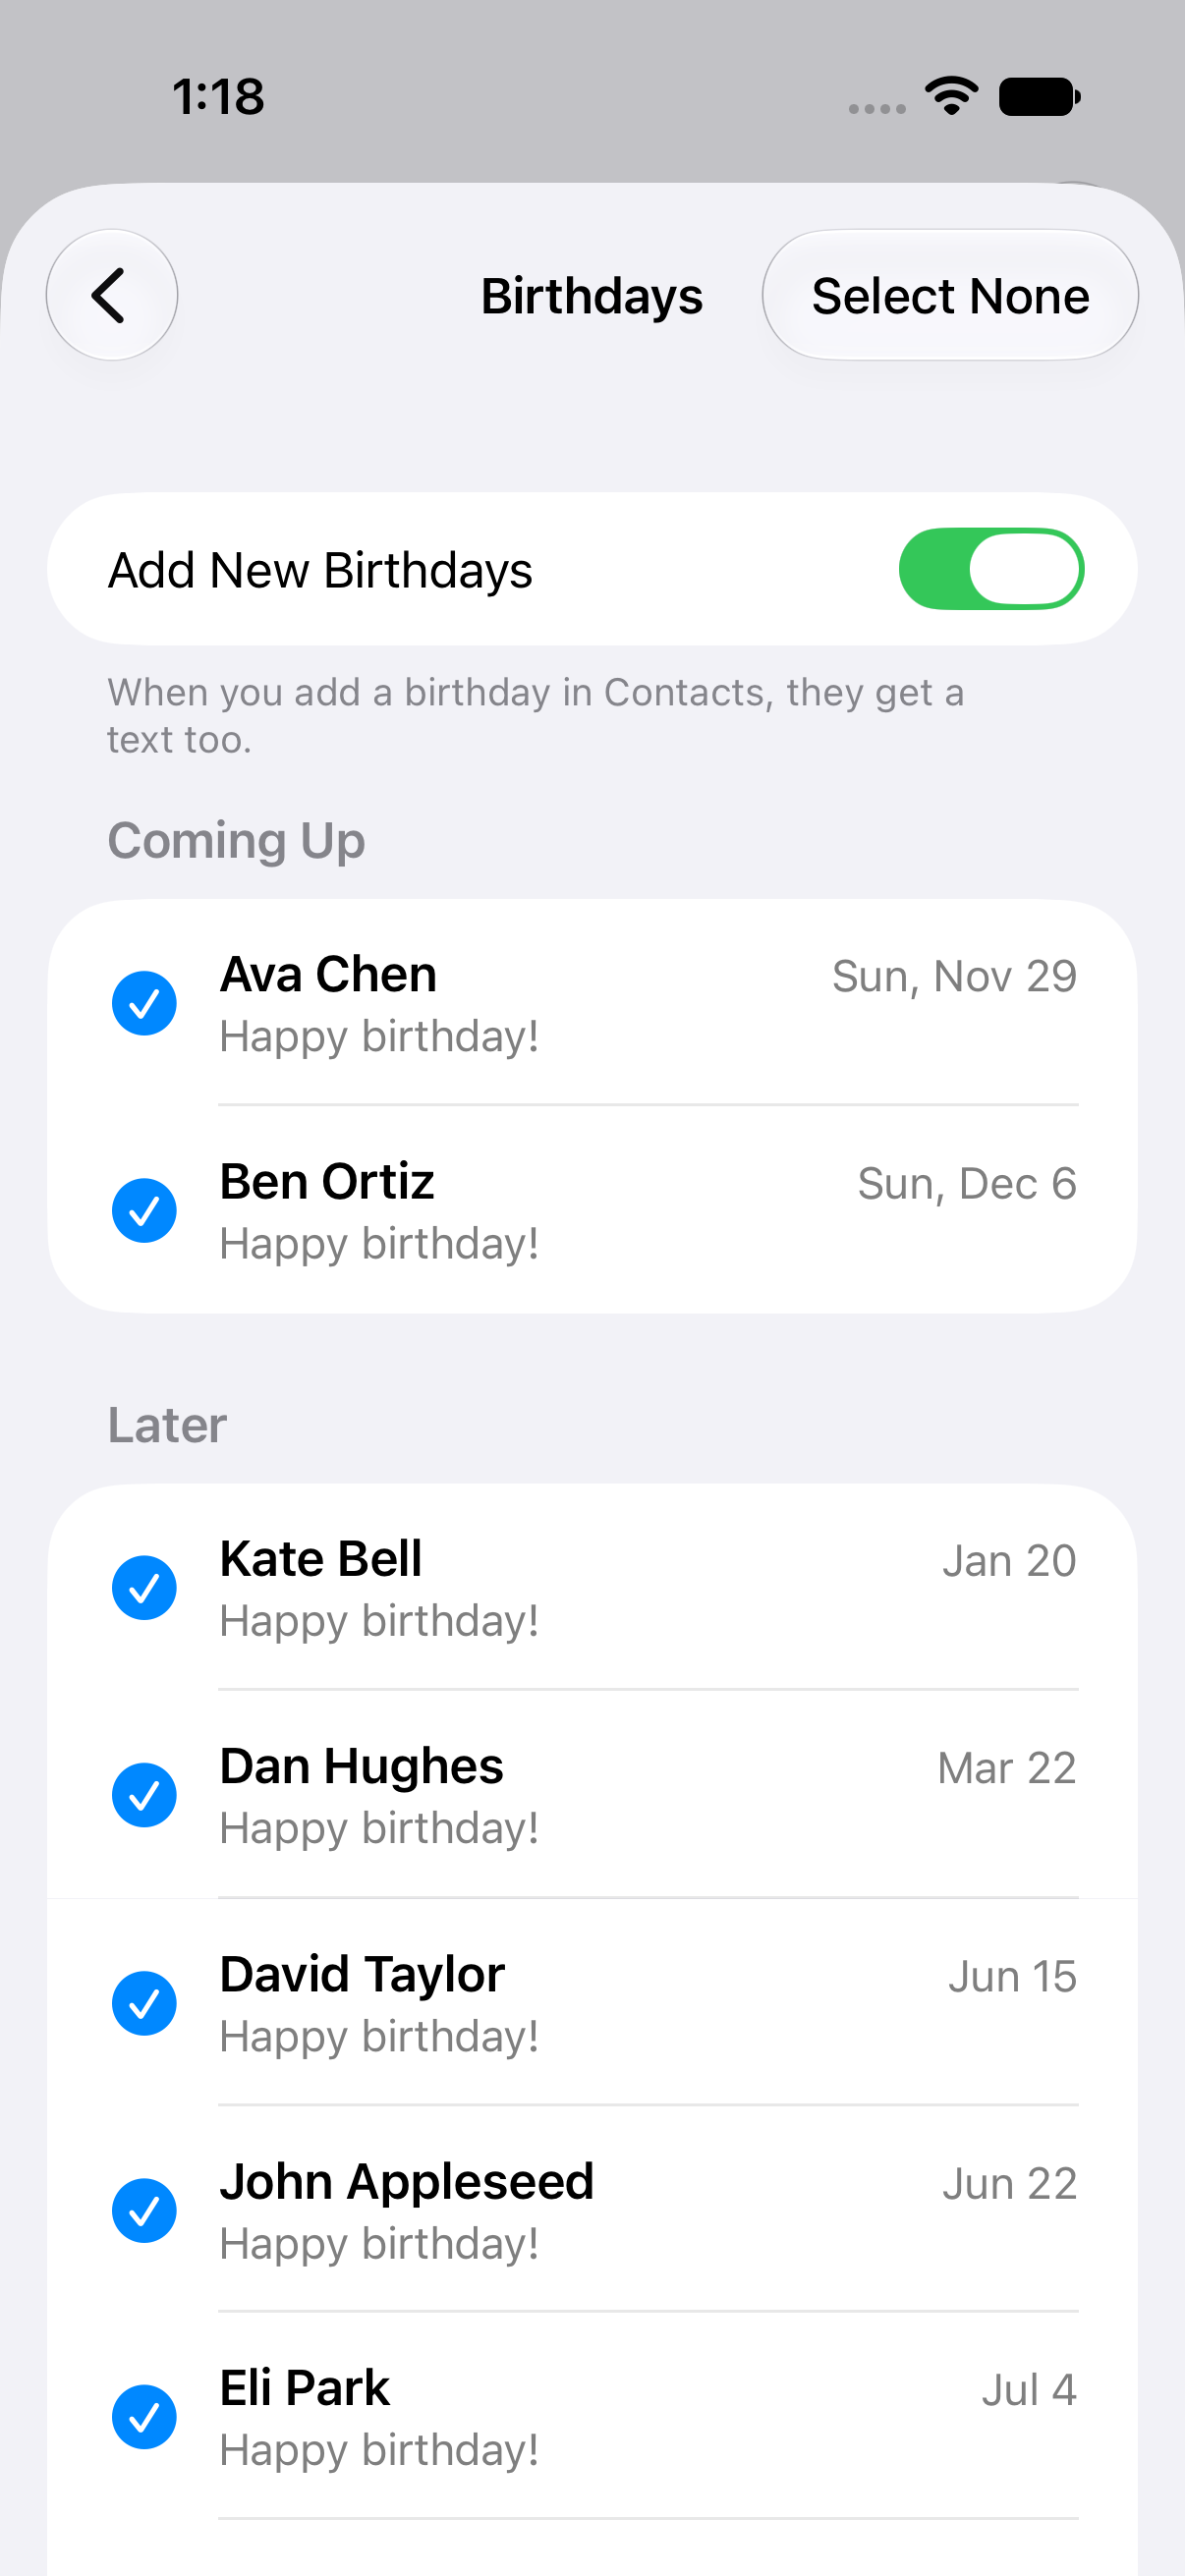 1:18
Birthdays
Select None
Add New Birthdays
When you add a birthday in Contacts, they get a
text too.
Coming Up
Ava Chen
Sun, Nov 29
Happy birthday!
Ben Ortiz
Sun, Dec 6
Happy birthday!
Later
Kate Bell
Jan 20
Happy birthday!
Dan Hughes
Mar 22
Happy birthday!
David Taylor
Jun 15
Happy birthday!
John Appleseed
Jun 22
Happy birthday!
Eli Park
Jul 4
Happy birthday!